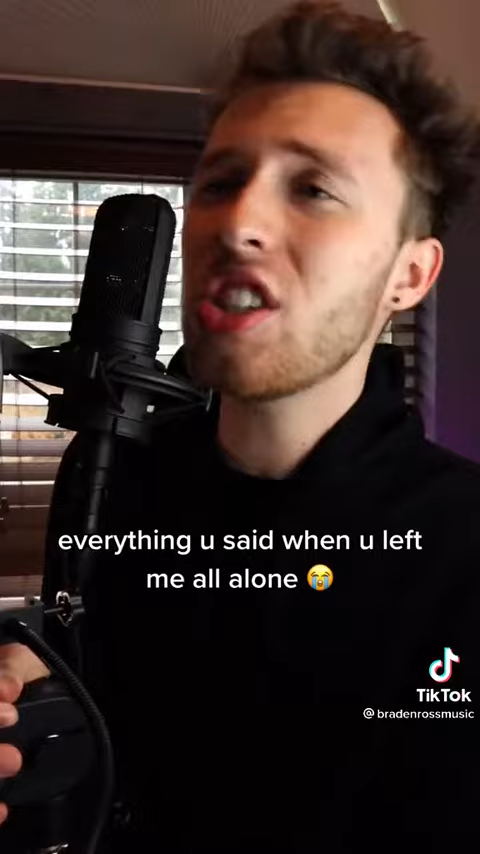 everything u said when u left
me all alone 😭
TikTok
@bradenrossmusic